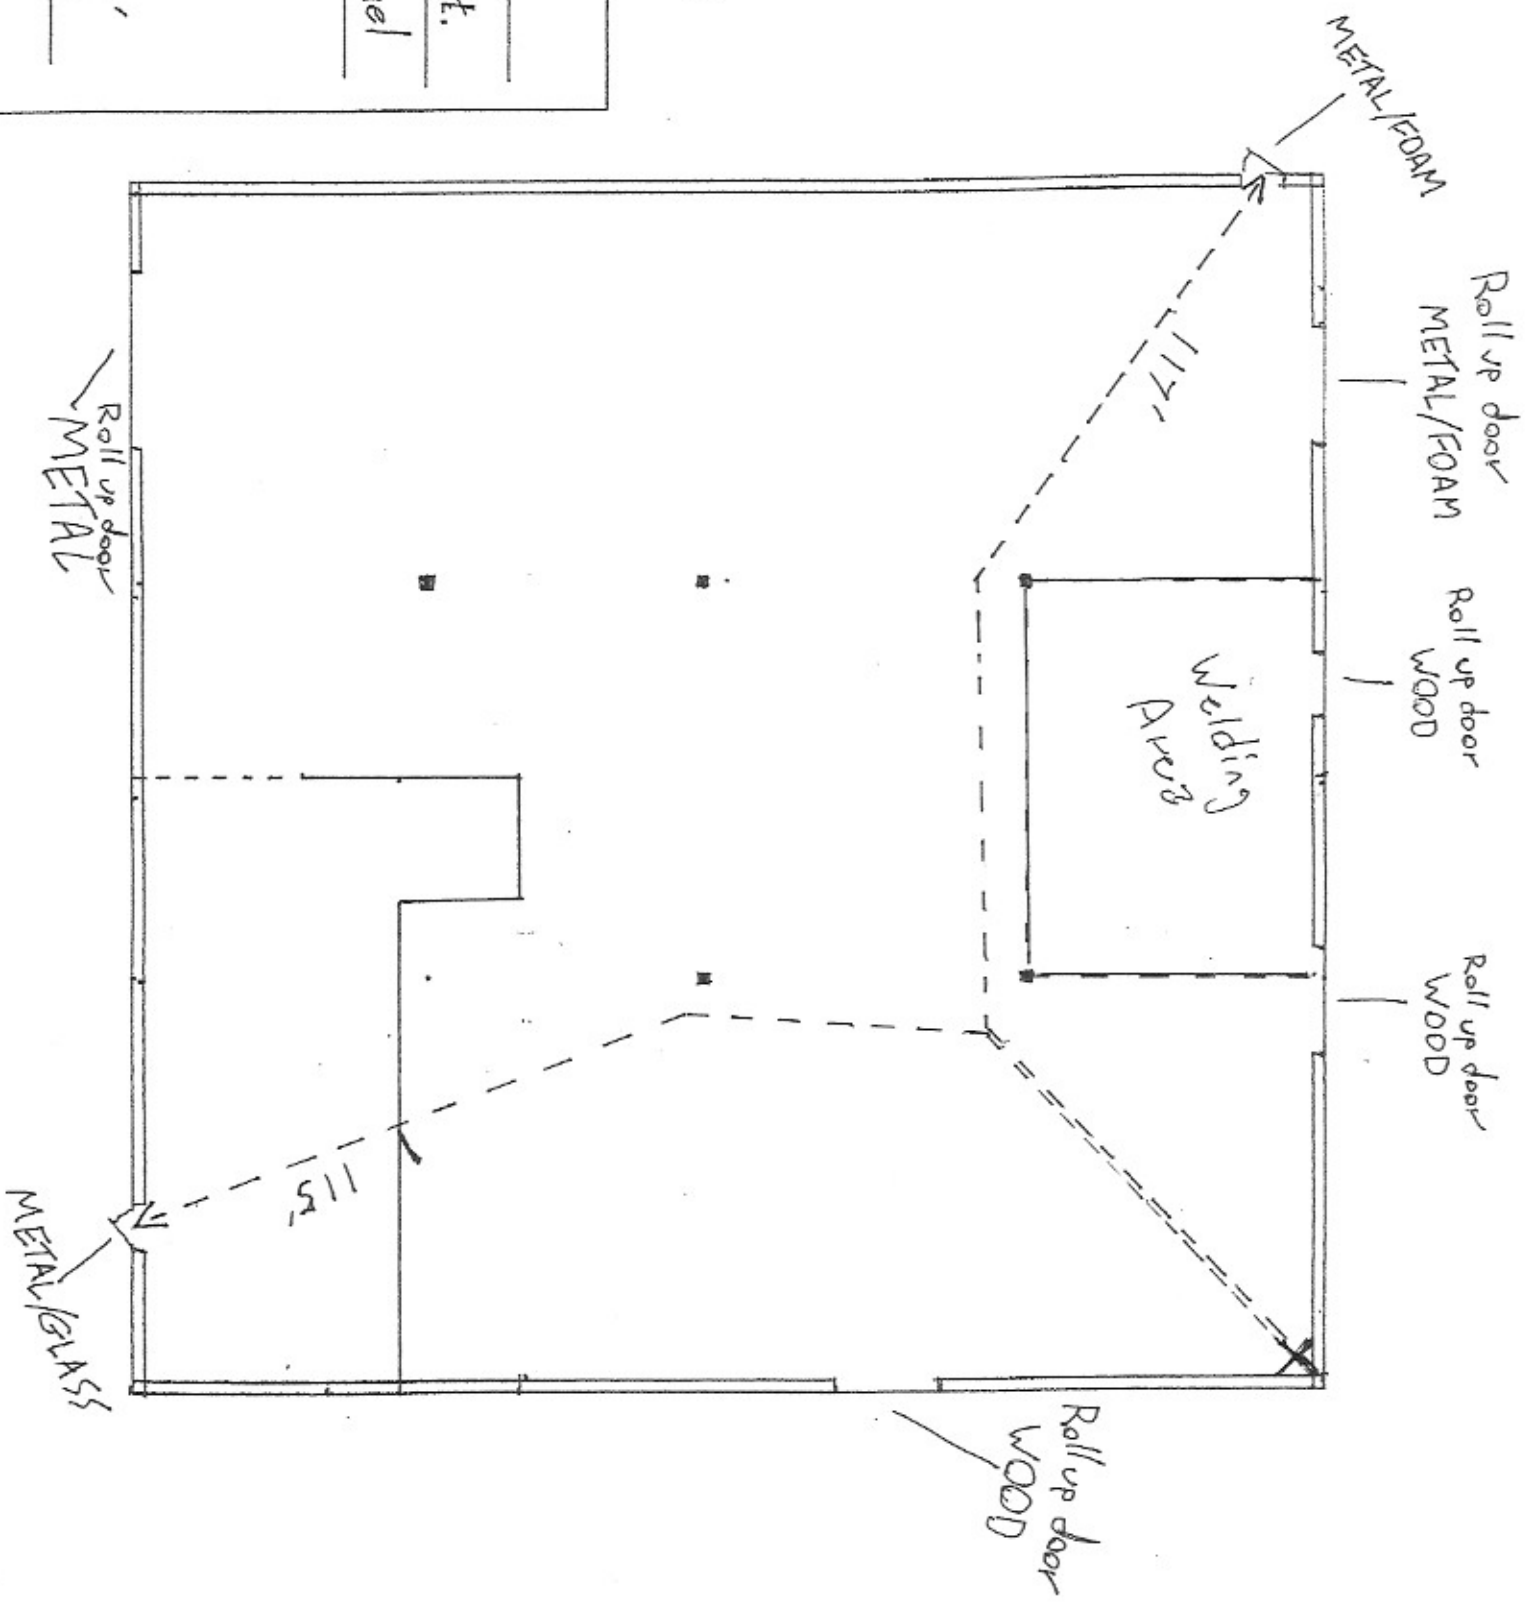 t.
el
METAL/FOAM
Roll up door
METAL/FOAM
Roll up door
WOOD
Roll up door
WOOD
117'
Welding
Area
Roll up door
METAL
115'
METAL/GLASS
Roll up door
WOOD